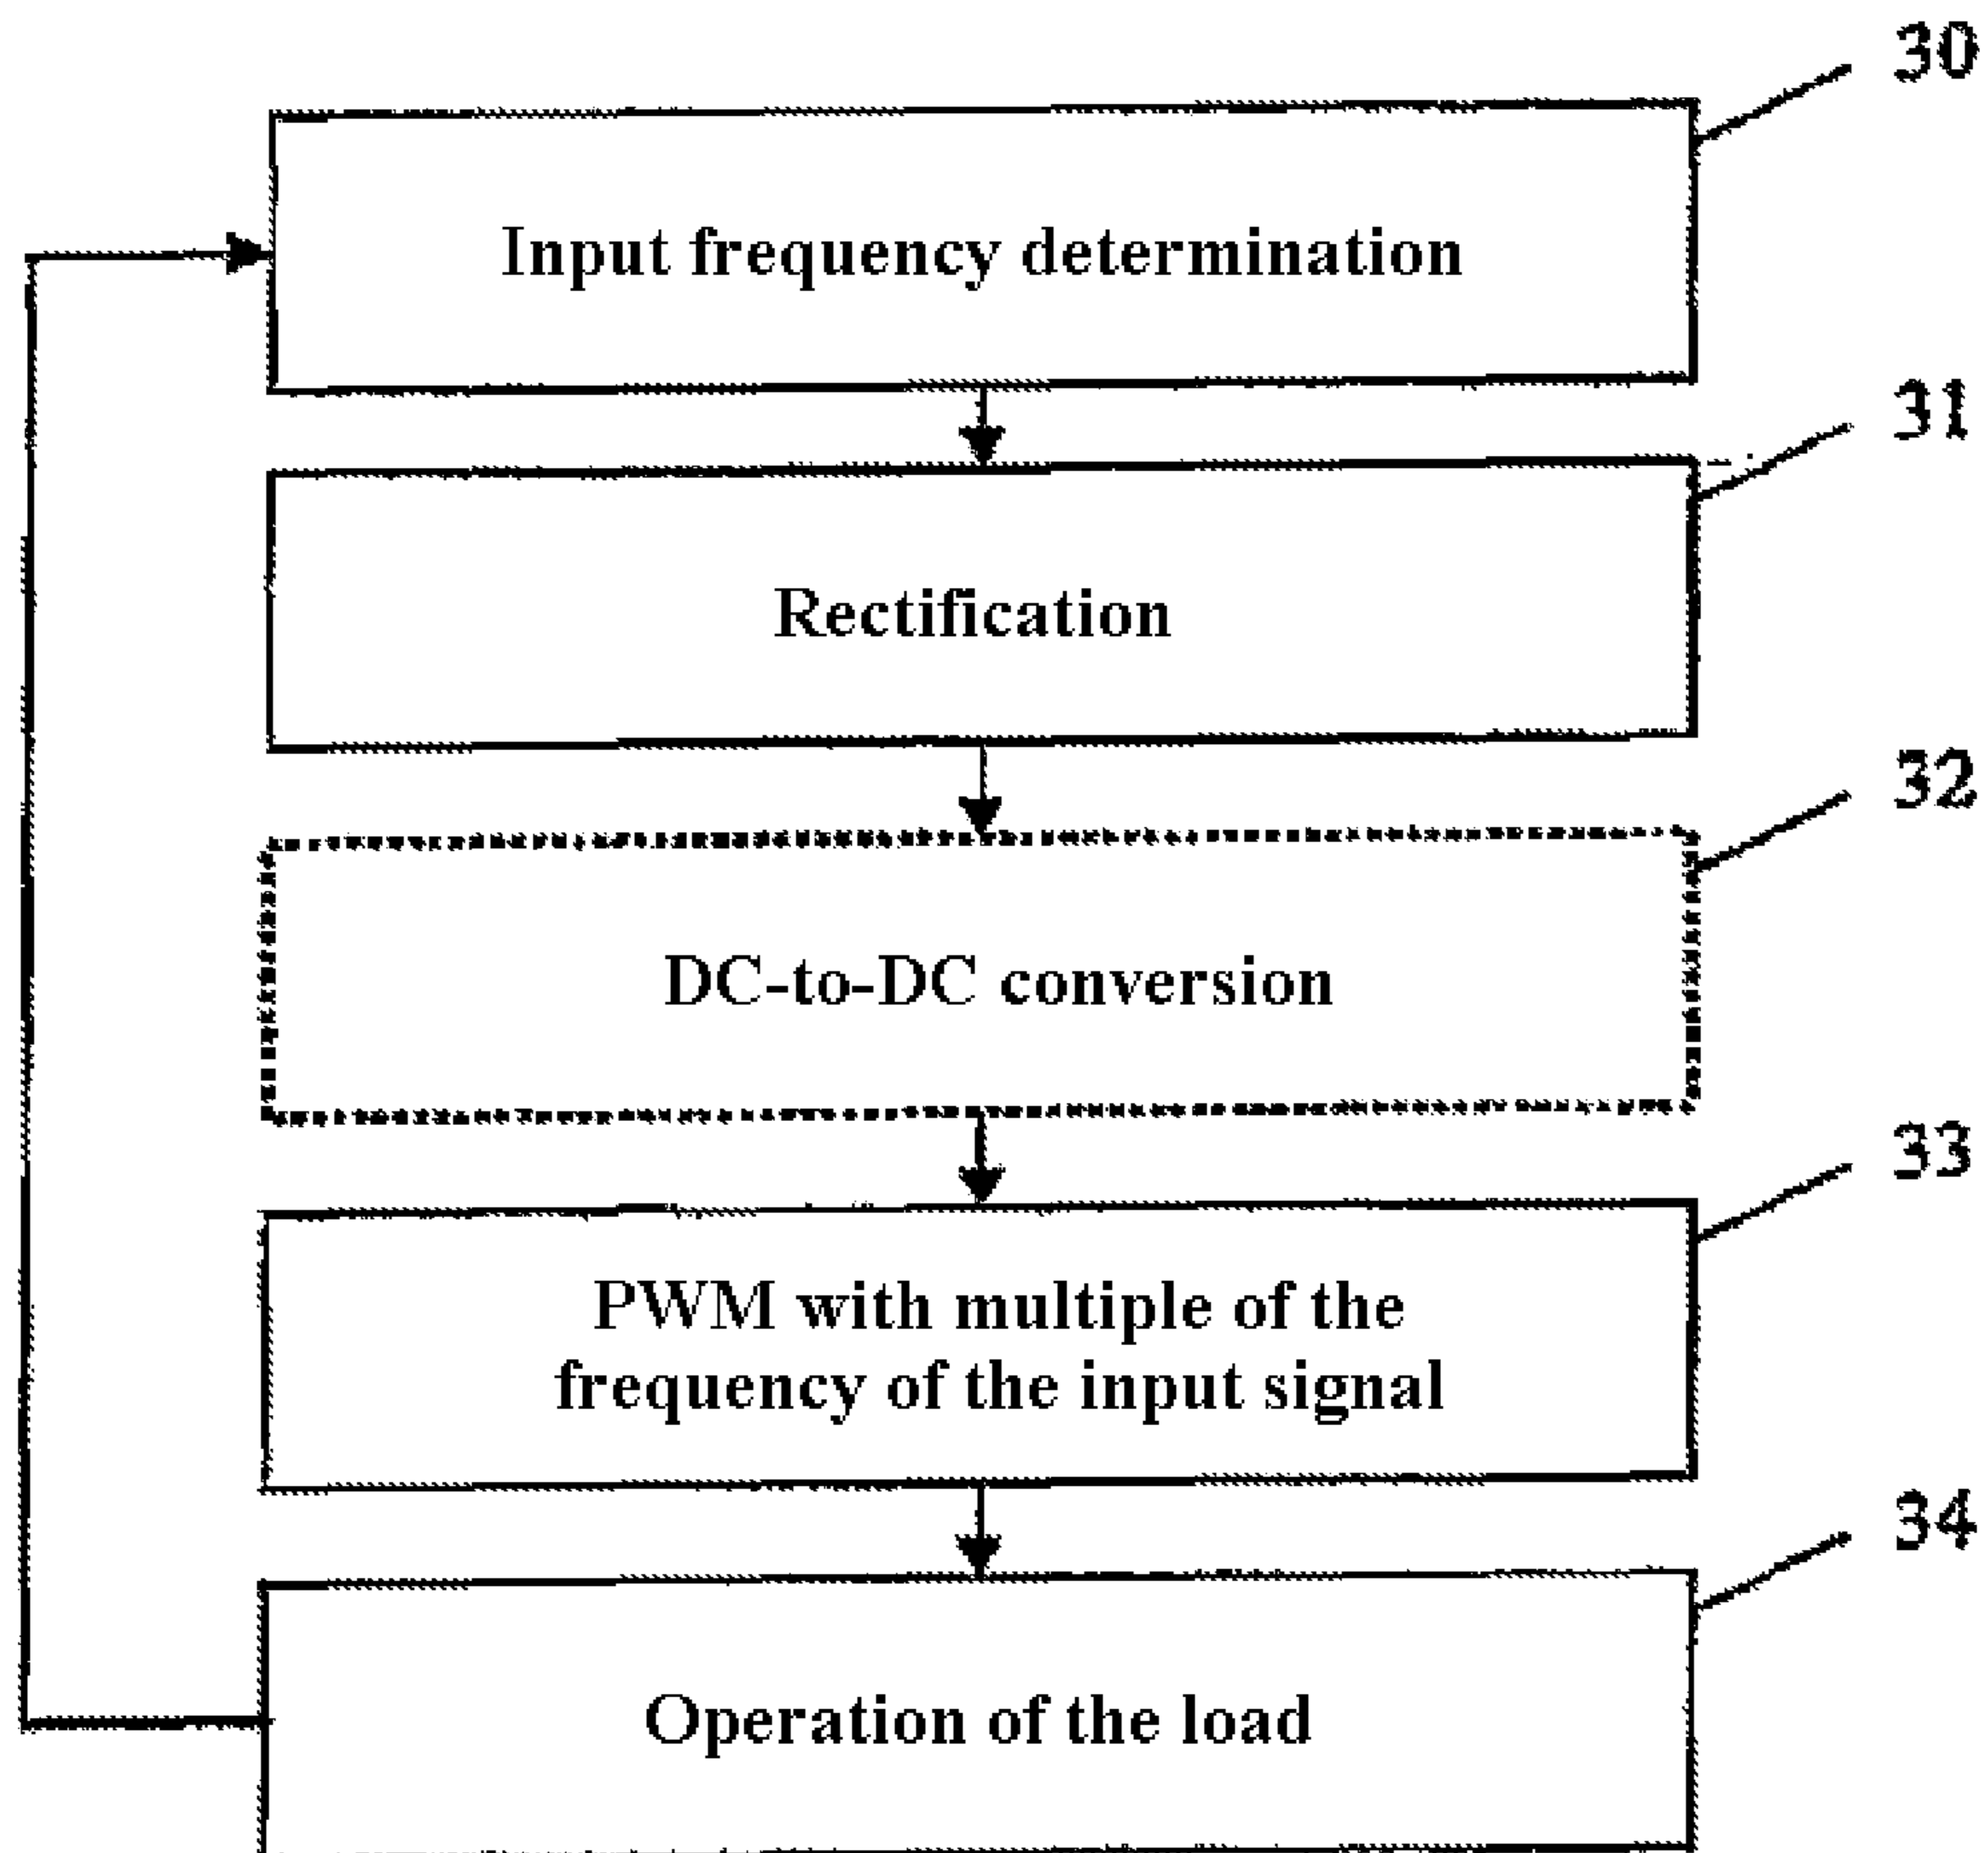 30
Input frequency determination
31
Rectification
32
DC-to-DC conversion
33
PWM with multiple of the
frequency of the input signal
34
Operation of the load